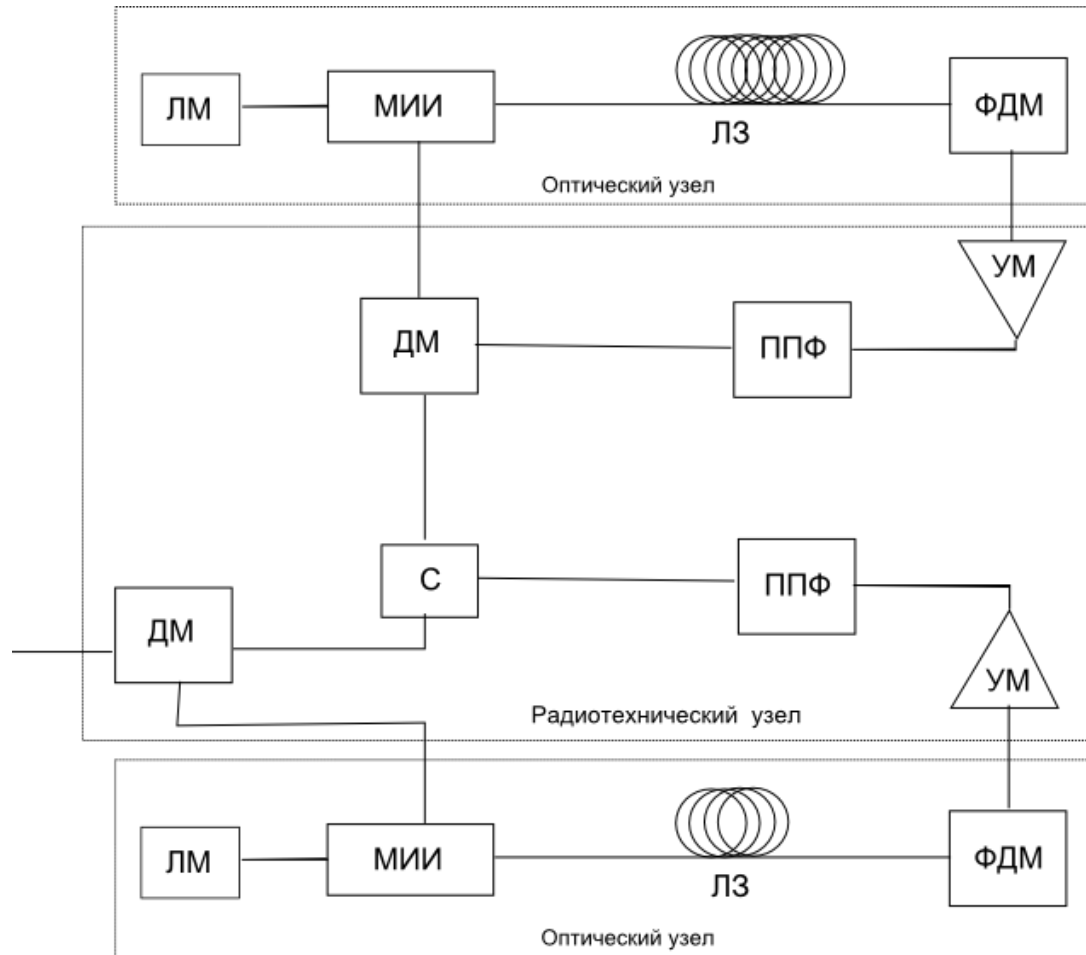 ЛМ
МИИ
ЛЗ
ФДМ
Оптический узел
УМ
ДМ
ППФ
С
ППФ
ДМ
УМ
Радиотехнический узел
ЛМ
МИИ
ЛЗ
ФДМ
Оптический узел